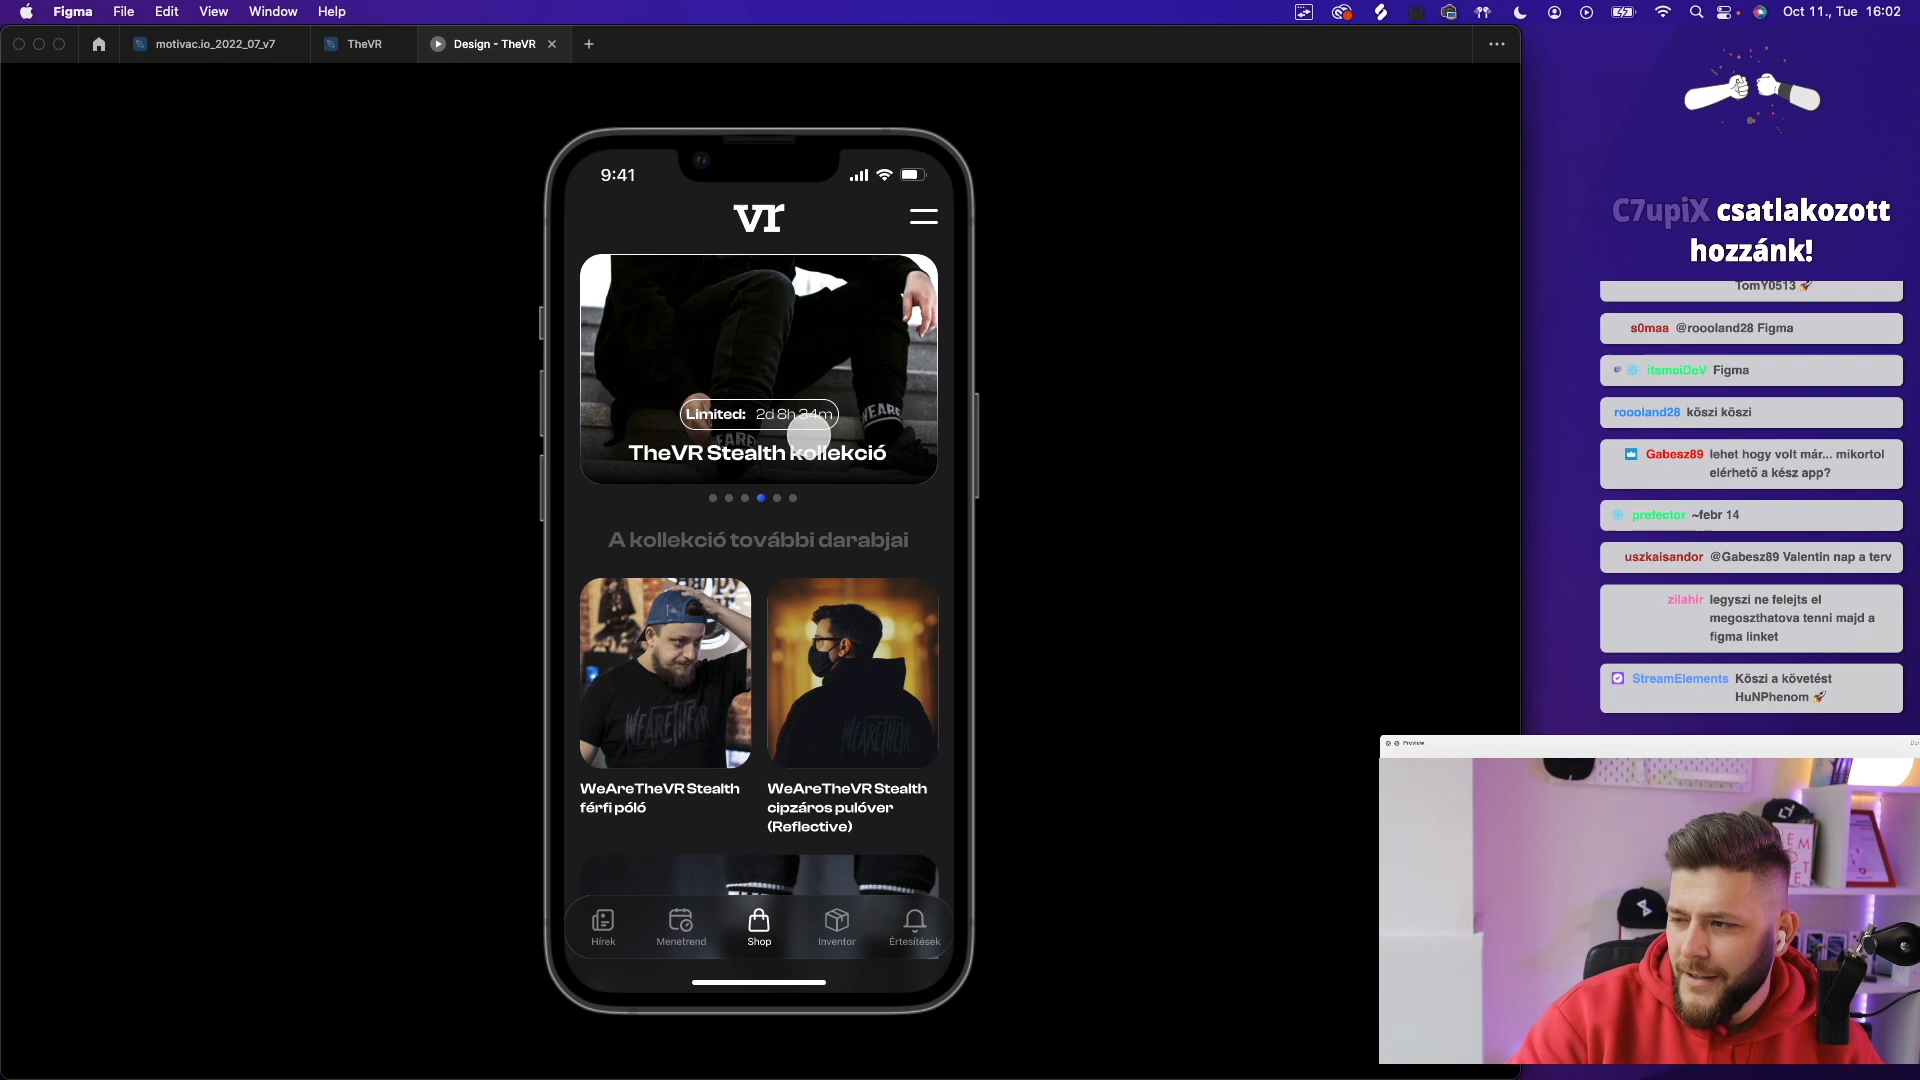 Figma File Edit View Window Help
Oct 11., Tue 16:02
motivac.io_2022_07_v7
TheVR
Design - TheVR
9:41
vr
Limited: 2d 8h 34m
TheVR Stealth kollekció
A kollekció további darabjai
WEARETHEVR
WEARETHEVR
WeAreTheVR Stealth
férfi póló
WeAreTheVR Stealth
cipzáros pulóver
(Reflective)
Hírek
Menetrend
Shop
Inventor
Értesítések
C7upiX csatlakozott
hozzánk!
TomY0513 🚀
s0maa @roooland28 Figma
itsmeiDeV Figma
roooland28 köszi köszi
Gabesz89 lehet hogy volt már... mikortol
elérhető a kész app?
prefector ~febr 14
uszkaisandor @Gabesz89 Valentin nap a terv
zilahir legyszi ne felejts el
megoszthatova tenni majd a
figma linket
StreamElements Köszi a követést
HuNPhenom 🚀
Preview